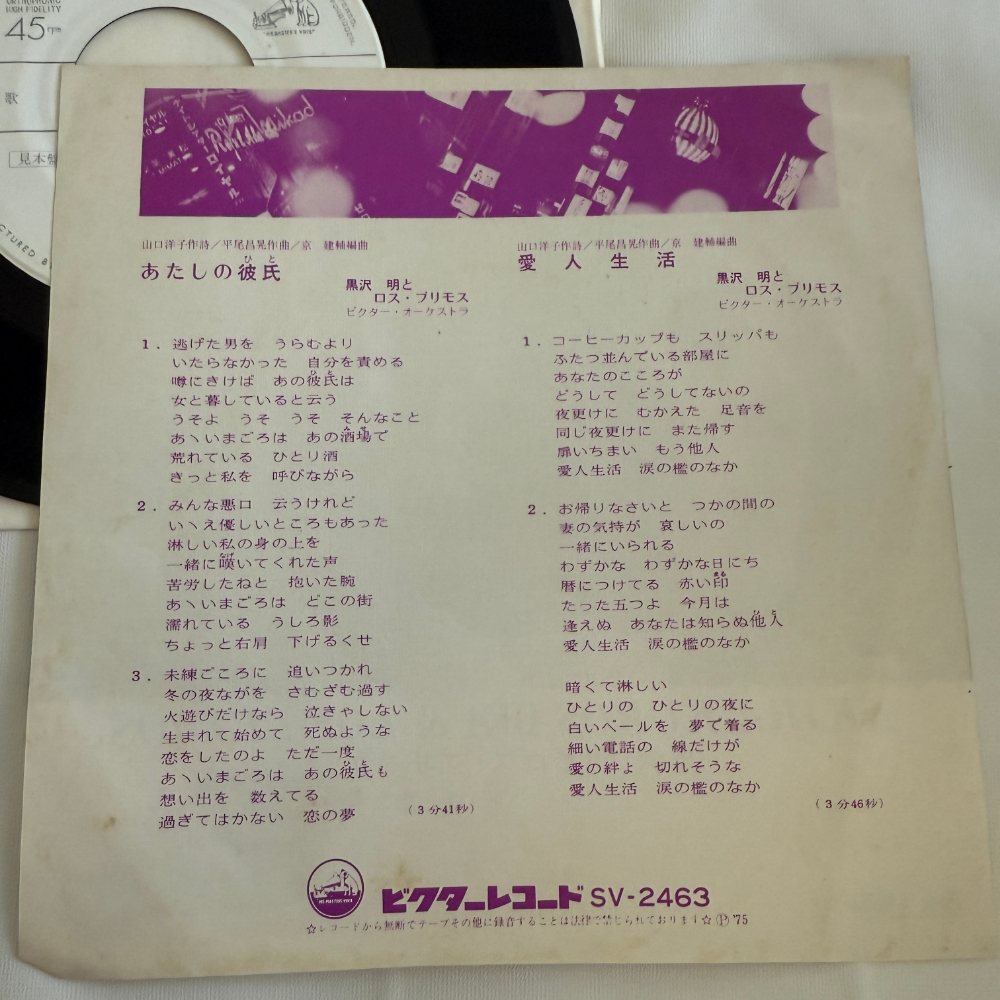 ORTHOPHONIC
HIGH FIDELITY
45rpm
"HIS MASTER'S VOICE"
歌
見本盤
山口洋子作詩／平尾昌晃作曲／京　建輔編曲
あたしの彼氏
ひと
黒沢　明と
ロス・プリモス
ビクター・オーケストラ
1．逃げた男を　うらむより
いたらなかった　自分を責める
噂にきけば　あの彼氏は
ひと
女と暮していると云う
うそよ　うそ　うそ　そんなこと
あゝいまごろは　あの酒場で
みせ
荒れている　ひとり酒
きっと私を　呼びながら
2．みんな悪口　云うけれど
いゝえ優しいところもあった
淋しい私の身の上を
一緒に嘆いてくれた声
なげ
苦労したねと　抱いた腕
あゝいまごろは　どこの街
濡れている　うしろ影
ちょっと右肩　下げるくせ
3．未練ごころに　追いつかれ
冬の夜ながを　さむざむ過す
火遊びだけなら　泣きゃしない
生まれて始めて　死ぬような
恋をしたのよ　ただ一度
あゝいまごろは　あの彼氏も
ひと
想い出を　数えてる
過ぎてはかない　恋の夢
（3分41秒）
山口洋子作詩／平尾昌晃作曲／京　建輔編曲
愛人生活
黒沢　明と
ロス・プリモス
ビクター・オーケストラ
1．コーヒーカップも　スリッパも
ふたつ並んでいる部屋に
あなたのこころが
どうして　どうしてないの
夜更けに　むかえた　足音を
同じ夜更けに　また帰す
扉いちまい　もう他人
愛人生活　涙の檻のなか
2．お帰りなさいと　つかの間の
妻の気持が　哀しいの
一緒にいられる
わずかな　わずかな日にち
暦につけてる　赤い印
まる
たった五つよ　今月は
逢えぬ　あなたは知らぬ他人
ひと
愛人生活　涙の檻のなか
暗くて淋しい
ひとりの　ひとりの夜に
白いベールを　夢で着る
細い電話の　線だけが
愛の絆よ　切れそうな
愛人生活　涙の檻のなか
（3分46秒）
HIS MASTER'S VOICE
ビクターレコード SV-2463
☆レコードから無断でテープその他に録音することは法律で禁じられております☆ Ⓟ'75